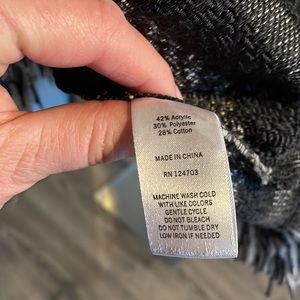 42% Acrylic
30% Polyester
28% Cotton
MADE IN CHINA
RN 124703
MACHINE WASH COLD
WITH LIKE COLORS
GENTLE CYCLE
DO NOT BLEACH
DO NOT TUMBLE DRY
LOW IRON IF NEEDED